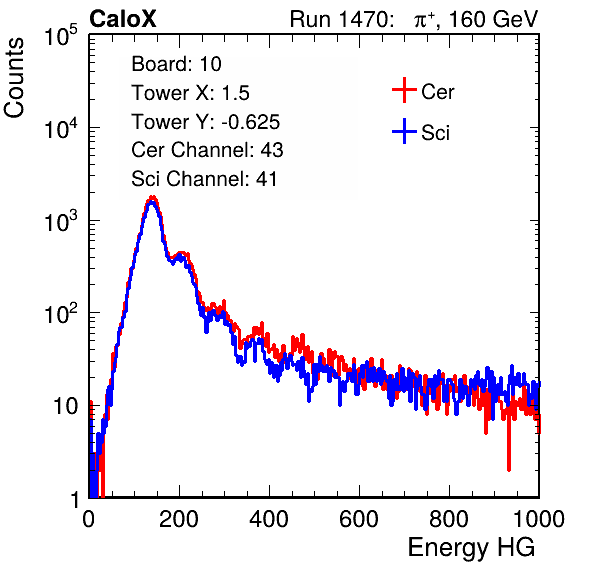 CaloX Run 1470: π⁺, 160 GeV
Counts
10⁵
10⁴
10³
10²
10
1
Board: 10
Tower X: 1.5
Tower Y: -0.625
Cer Channel: 43
Sci Channel: 41
Cer
Sci
0 200 400 600 800 1000
Energy HG